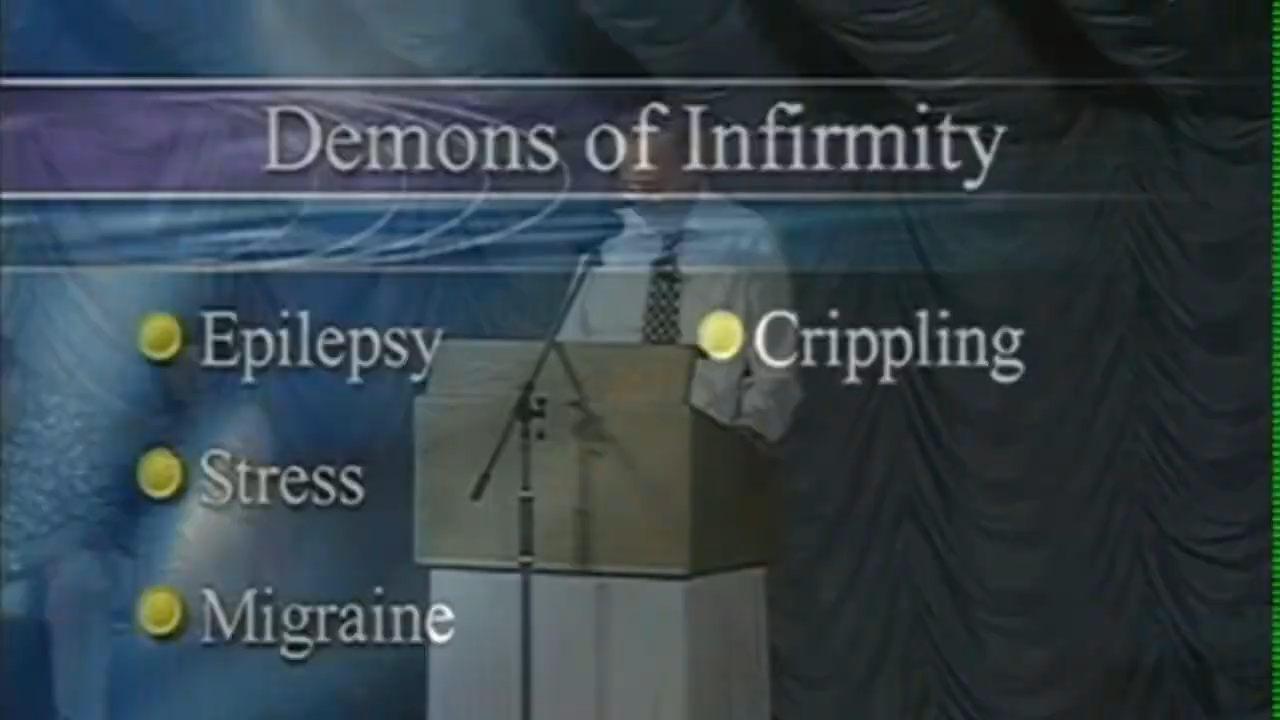 Demons of Infirmity
Epilepsy
Crippling
Stress
Migraine